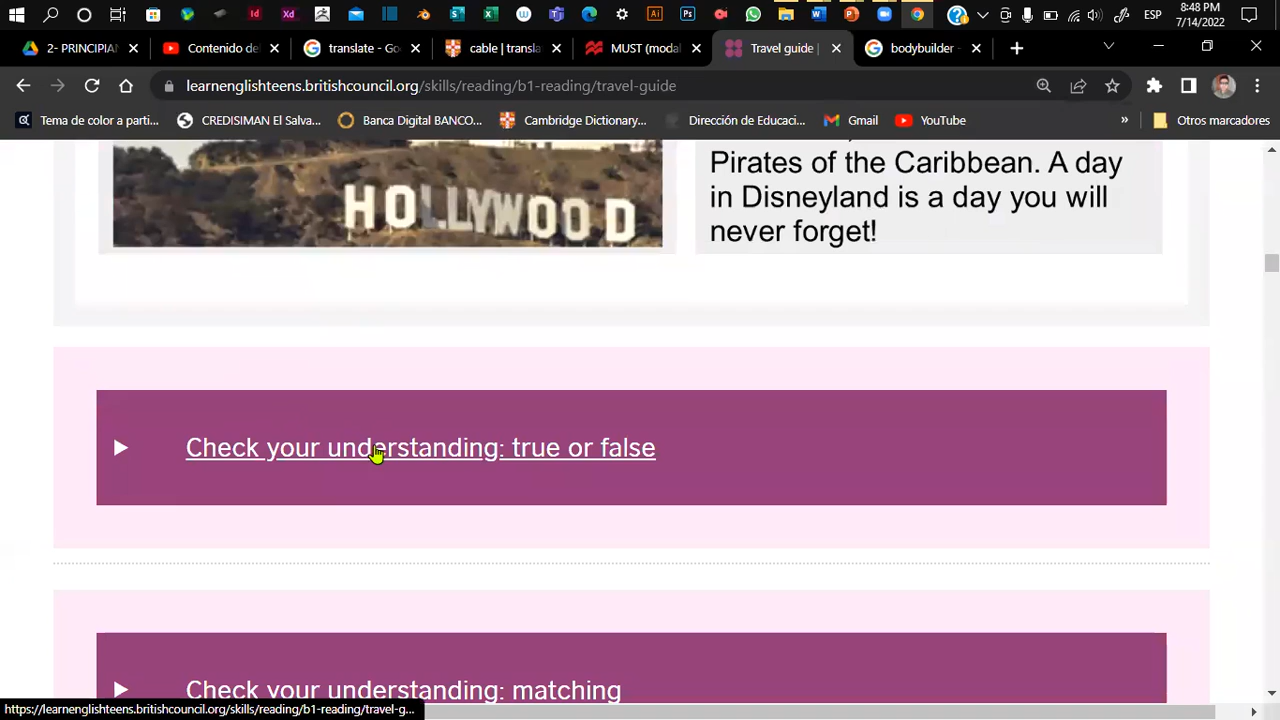 8:48 PM
ESP
7/14/2022
2- PRINCIPIAN
Contenido de
translate - Go
cable | transla
MUST (modal
Travel guide |
bodybuilder -
learnenglishteens.britishcouncil.org/skills/reading/b1-reading/travel-guide
Tema de color a parti...
CREDISIMAN El Salva...
Banca Digital BANCO...
Cambridge Dictionary...
Dirección de Educaci...
Gmail
YouTube
»
Otros marcadores
Pirates of the Caribbean. A day
in Disneyland is a day you will
never forget!
HOLLYWOOD
Check your understanding: true or false
Check your understanding: matching
https://learnenglishteens.britishcouncil.org/skills/reading/b1-reading/travel-g...